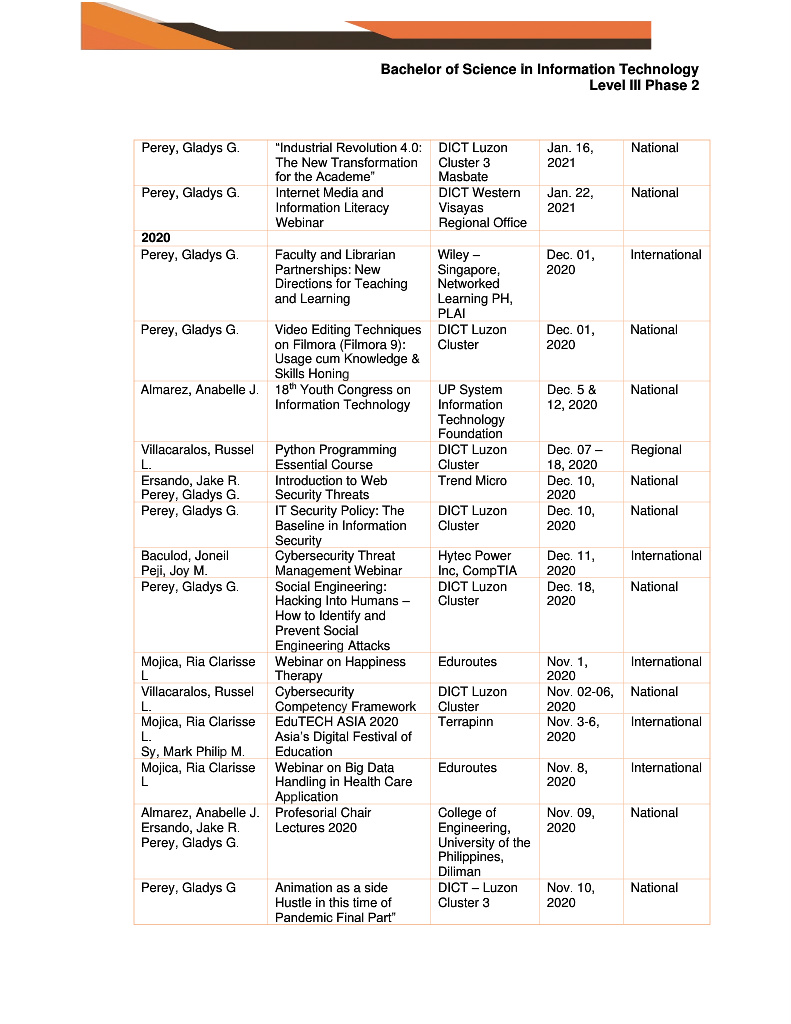 Bachelor of Science in Information Technology
Level III Phase 2
Perey, Gladys G.
“Industrial Revolution 4.0:
The New Transformation
for the Academe”
DICT Luzon
Cluster 3
Masbate
Jan. 16,
2021
National
Perey, Gladys G.
Internet Media and
Information Literacy
Webinar
DICT Western
Visayas
Regional Office
Jan. 22,
2021
National
2020
Perey, Gladys G.
Faculty and Librarian
Partnerships: New
Directions for Teaching
and Learning
Wiley –
Singapore,
Networked
Learning PH,
PLAI
Dec. 01,
2020
International
Perey, Gladys G.
Video Editing Techniques
on Filmora (Filmora 9):
Usage cum Knowledge &
Skills Honing
DICT Luzon
Cluster
Dec. 01,
2020
National
Almarez, Anabelle J.
18th Youth Congress on
Information Technology
UP System
Information
Technology
Foundation
Dec. 5 &
12, 2020
National
Villacaralos, Russel
L.
Python Programming
Essential Course
DICT Luzon
Cluster
Dec. 07 –
18, 2020
Regional
Ersando, Jake R.
Perey, Gladys G.
Introduction to Web
Security Threats
Trend Micro
Dec. 10,
2020
National
Perey, Gladys G.
IT Security Policy: The
Baseline in Information
Security
DICT Luzon
Cluster
Dec. 10,
2020
National
Baculod, Joneil
Peji, Joy M.
Cybersecurity Threat
Management Webinar
Hytec Power
Inc, CompTIA
Dec. 11,
2020
International
Perey, Gladys G.
Social Engineering:
Hacking Into Humans –
How to Identify and
Prevent Social
Engineering Attacks
DICT Luzon
Cluster
Dec. 18,
2020
National
Mojica, Ria Clarisse
L
Webinar on Happiness
Therapy
Eduroutes
Nov. 1,
2020
International
Villacaralos, Russel
L.
Cybersecurity
Competency Framework
DICT Luzon
Cluster
Nov. 02-06,
2020
National
Mojica, Ria Clarisse
L.
Sy, Mark Philip M.
EduTECH ASIA 2020
Asia’s Digital Festival of
Education
Terrapinn
Nov. 3-6,
2020
International
Mojica, Ria Clarisse
L
Webinar on Big Data
Handling in Health Care
Application
Eduroutes
Nov. 8,
2020
International
Almarez, Anabelle J.
Ersando, Jake R.
Perey, Gladys G.
Profesorial Chair
Lectures 2020
College of
Engineering,
University of the
Philippines,
Diliman
Nov. 09,
2020
National
Perey, Gladys G
Animation as a side
Hustle in this time of
Pandemic Final Part”
DICT – Luzon
Cluster 3
Nov. 10,
2020
National